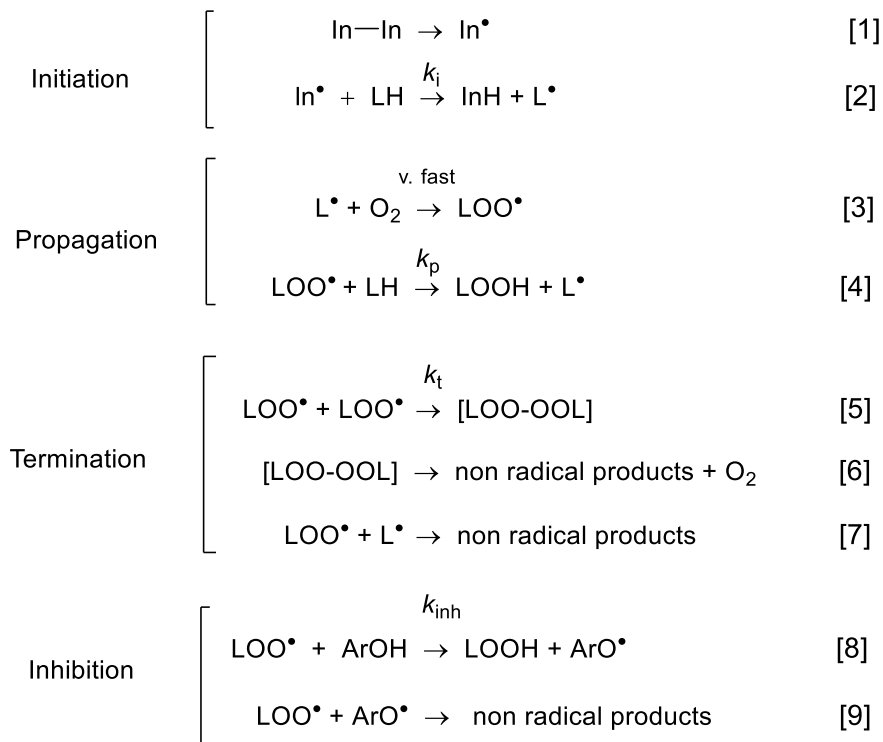 Initiation
In—In → In• [1]
kᵢ
In• + LH → InH + L• [2]
Propagation
v. fast
L• + O₂ → LOO• [3]
kₚ
LOO• + LH → LOOH + L• [4]
Termination
kₜ
LOO• + LOO• → [LOO-OOL] [5]
[LOO-OOL] → non radical products + O₂ [6]
LOO• + L• → non radical products [7]
Inhibition
kᵢₙₕ
LOO• + ArOH → LOOH + ArO• [8]
LOO• + ArO• → non radical products [9]